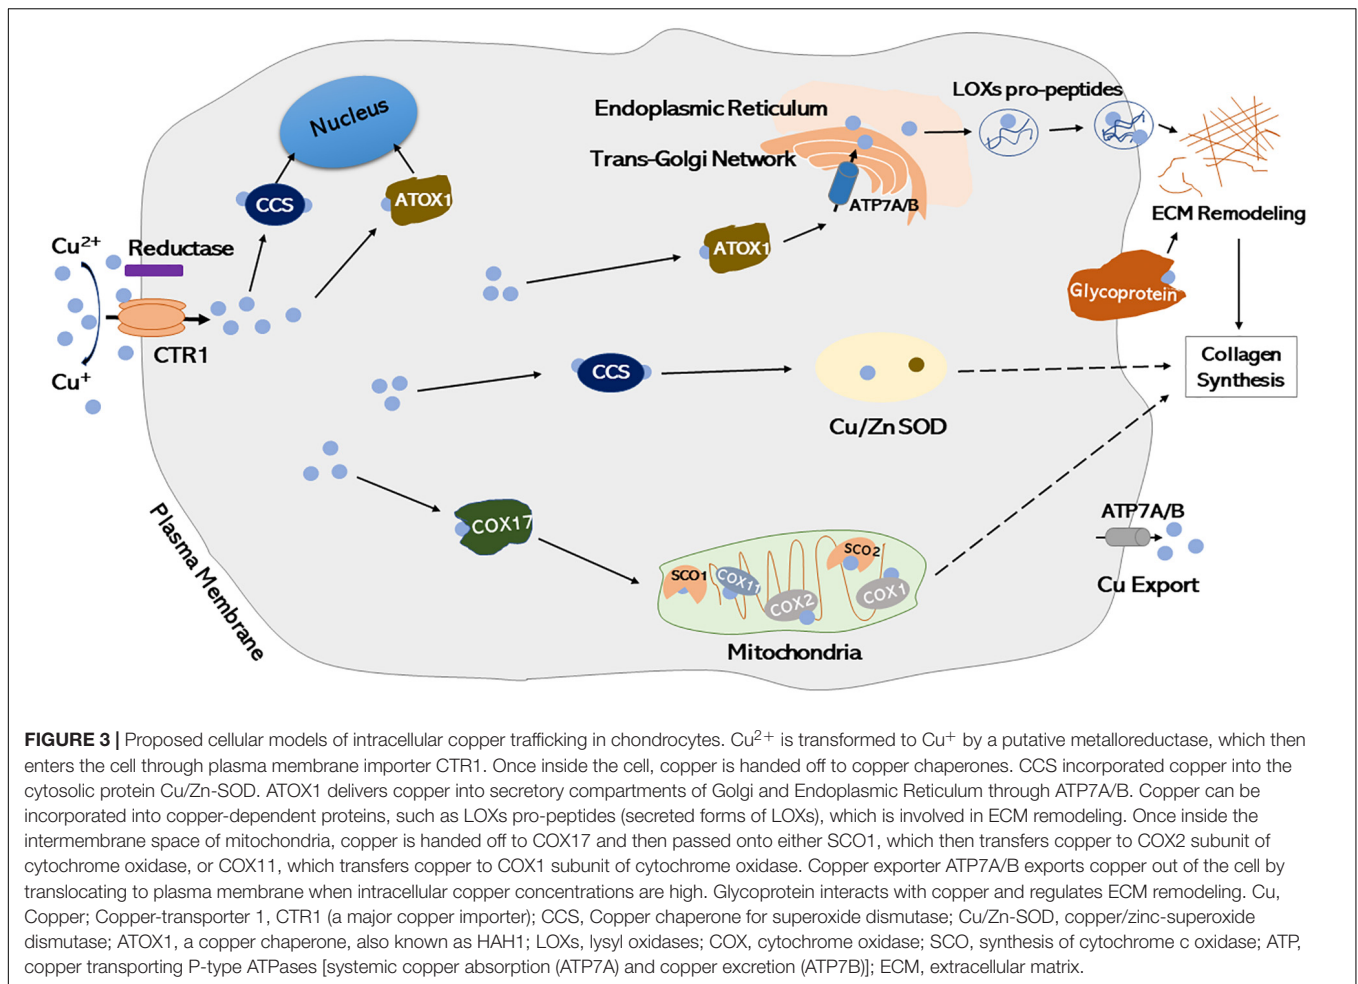 Nucleus
CCS
ATOX1
Endoplasmic Reticulum
Trans-Golgi Network
ATP7A/B
LOXs pro-peptides
ECM Remodeling
Cu2+
Reductase
CTR1
Cu+
ATOX1
Glycoprotein
CCS
Cu/Zn SOD
Collagen
Synthesis
Plasma Membrane
COX17
SCO1
COX11
COX2
SCO2
COX1
Mitochondria
ATP7A/B
Cu Export
FIGURE 3 | Proposed cellular models of intracellular copper trafficking in chondrocytes. Cu2+ is transformed to Cu+ by a putative metalloreductase, which then
enters the cell through plasma membrane importer CTR1. Once inside the cell, copper is handed off to copper chaperones. CCS incorporated copper into the
cytosolic protein Cu/Zn-SOD. ATOX1 delivers copper into secretory compartments of Golgi and Endoplasmic Reticulum through ATP7A/B. Copper can be
incorporated into copper-dependent proteins, such as LOXs pro-peptides (secreted forms of LOXs), which is involved in ECM remodeling. Once inside the
intermembrane space of mitochondria, copper is handed off to COX17 and then passed onto either SCO1, which then transfers copper to COX2 subunit of
cytochrome oxidase, or COX11, which transfers copper to COX1 subunit of cytochrome oxidase. Copper exporter ATP7A/B exports copper out of the cell by
translocating to plasma membrane when intracellular copper concentrations are high. Glycoprotein interacts with copper and regulates ECM remodeling. Cu,
Copper; Copper-transporter 1, CTR1 (a major copper importer); CCS, Copper chaperone for superoxide dismutase; Cu/Zn-SOD, copper/zinc-superoxide
dismutase; ATOX1, a copper chaperone, also known as HAH1; LOXs, lysyl oxidases; COX, cytochrome oxidase; SCO, synthesis of cytochrome c oxidase; ATP,
copper transporting P-type ATPases [systemic copper absorption (ATP7A) and copper excretion (ATP7B)]; ECM, extracellular matrix.